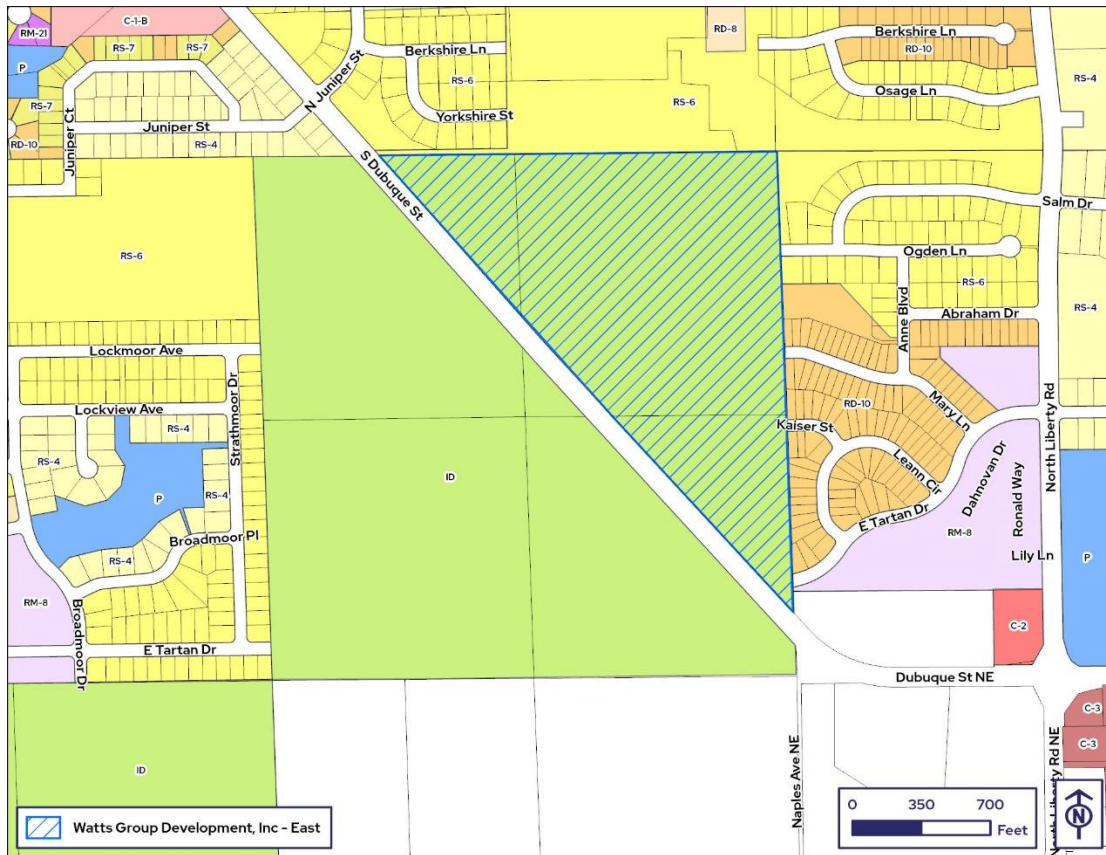 C-1-B
RM-21
RS-7
RS-7
Berkshire Ln
RD-8
Berkshire Ln
RD-10
P
N Juniper St
RS-6
RS-4
RS-7
Juniper Ct
Yorkshire St
RS-6
Osage Ln
Juniper St
RD-10
RS-4
S Dubuque St
Salm Dr
RS-6
Ogden Ln
RS-6
Anne Blvd
RS-4
Abraham Dr
Lockmoor Ave
Strathmoor Dr
Lockview Ave
RS-4
Mary Ln
RD-10
Kaiser St
North Liberty Rd
RS-4
Leann Cir
Dahnovan Dr
ID
P
RS-4
Ronald Way
E Tartan Dr
Broadmoor Pl
RM-8
RS-4
Lily Ln
P
RM-8
Broadmoor Dr
C-2
E Tartan Dr
Dubuque St NE
C-3
C-3
ID
Naples Ave NE
North Liberty Rd NE
Watts Group Development, Inc - East
0 350 700
Feet
N